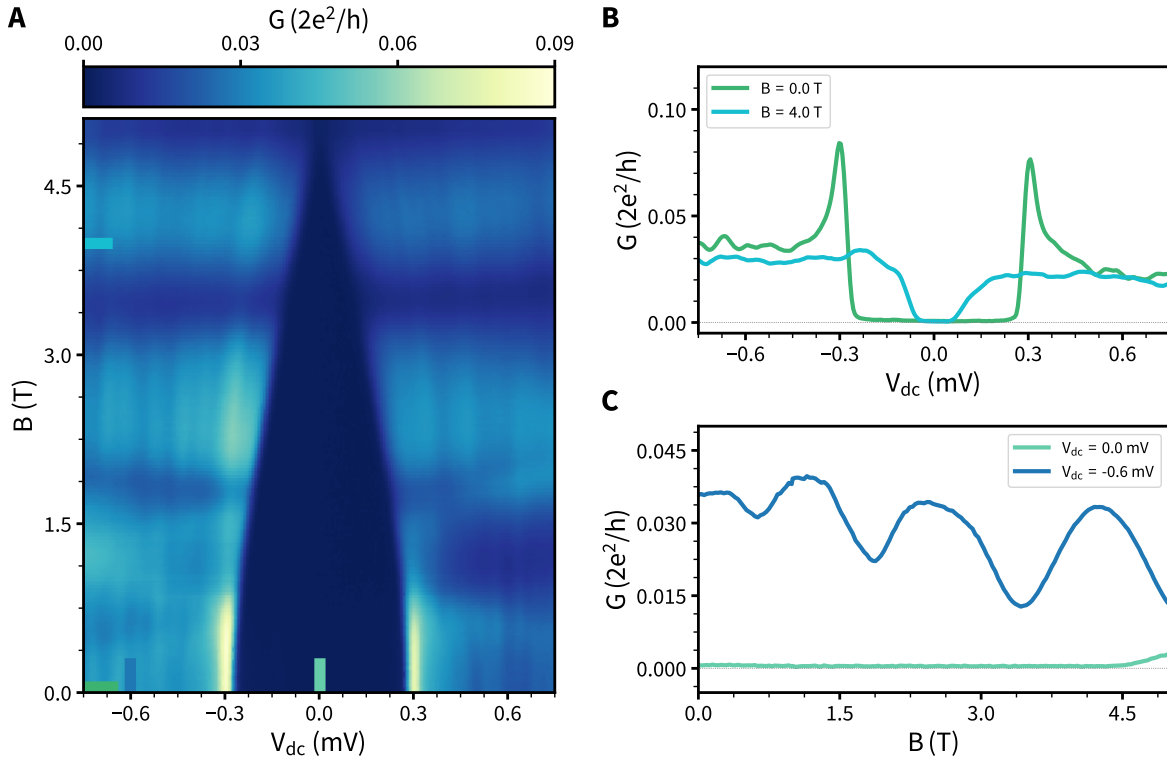 A
G (2e²/h)
0.00 0.03 0.06 0.09
4.5
3.0
1.5
0.0
B (T)
−0.6 −0.3 0.0 0.3 0.6
V_dc (mV)
B
B = 0.0 T
B = 4.0 T
0.10
0.05
0.00
G (2e²/h)
−0.6 −0.3 0.0 0.3 0.6
V_dc (mV)
C
V_dc = 0.0 mV
V_dc = -0.6 mV
0.045
0.030
0.015
0.000
G (2e²/h)
0.0 1.5 3.0 4.5
B (T)